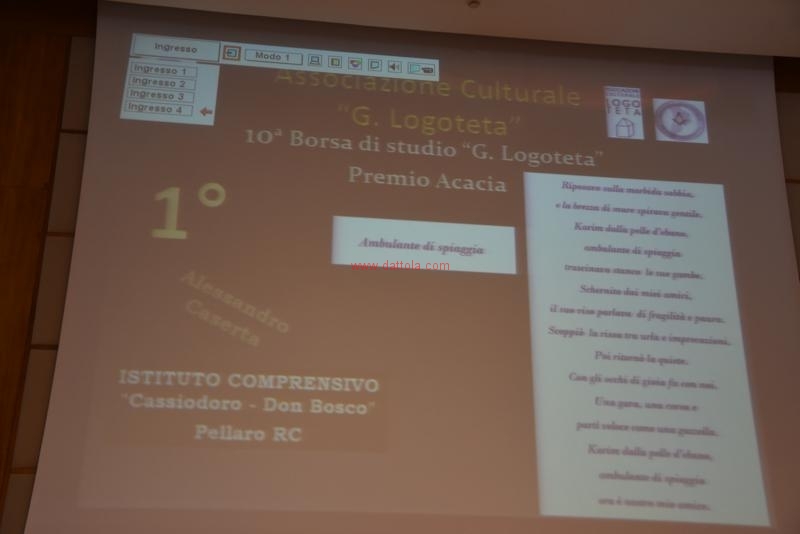 Ingresso
Modo 1
Ingresso 1
Ingresso 2
Ingresso 3
Ingresso 4
Associazione Culturale
"G. Logoteta"
10ª Borsa di studio "G. Logoteta"
Premio Acacia
ASSOCIAZIONE
CULTURALE
LOGO
TETA
1°
Alessandro
Caserta
ISTITUTO COMPRENSIVO
"Cassiodoro - Don Bosco"
Pellaro RC
Ambulante di spiaggia
www.dattola.com
Riposavo sulla morbida sabbia,
e la brezza di mare spirava gentile.
Karim dalla pelle d'ebano,
ambulante di spiaggia
trascinava stanco le sue gambe.
Schernito dai miei amici,
il suo viso parlava di fragilità e paura.
Scoppiò la rissa tra urla e imprecazioni.
Poi ritornò la quiete.
Con gli occhi di gioia fu con noi.
Una gara, una corsa e
partì veloce come una gazzella.
Karim dalla pelle d'ebano,
ambulante di spiaggia
ora è nostro mio amico.